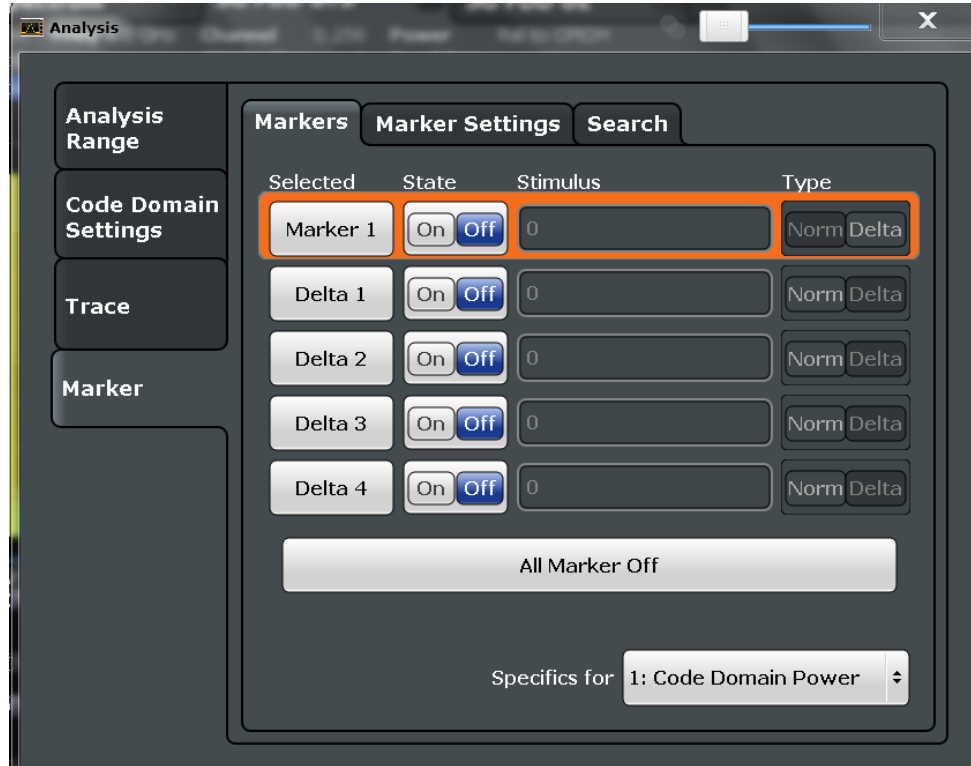 Analysis
Analysis Range
Code Domain Settings
Trace
Marker
Markers Marker Settings Search
Selected State Stimulus Type
Marker 1 On Off 0 Norm Delta
Delta 1 On Off 0 Norm Delta
Delta 2 On Off 0 Norm Delta
Delta 3 On Off 0 Norm Delta
Delta 4 On Off 0 Norm Delta
All Marker Off
Specifics for 1: Code Domain Power